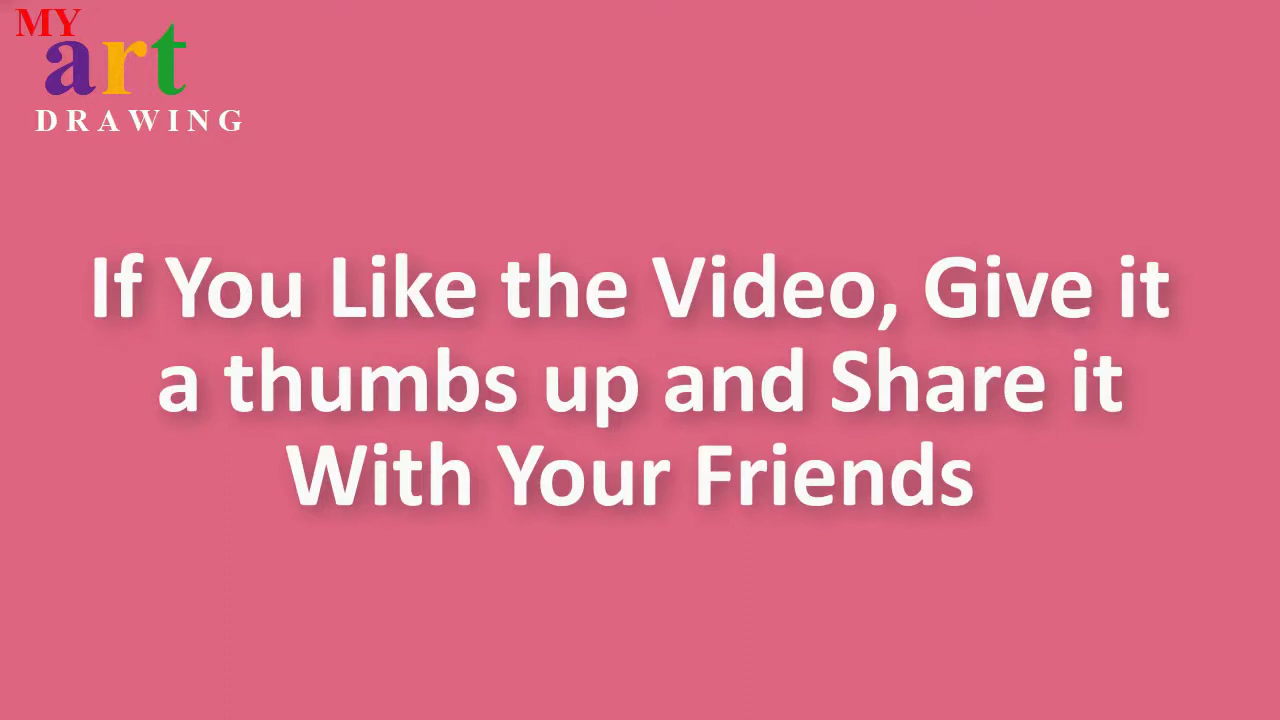 MY
art
DRAWING
If You Like the Video, Give it
a thumbs up and Share it
With Your Friends